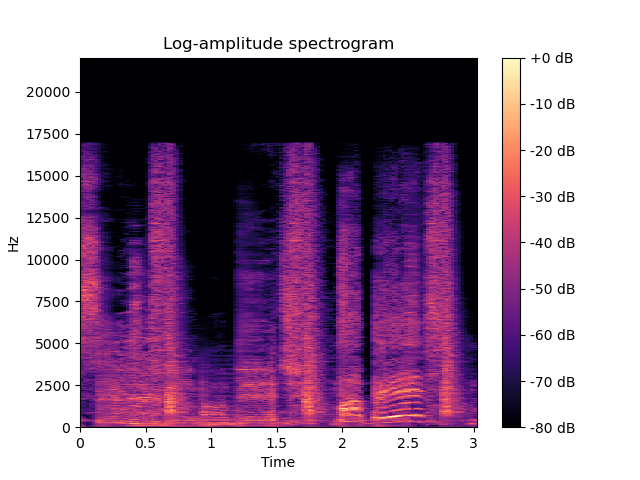 Log-amplitude spectrogram
+0 dB
20000
-10 dB
17500
-20 dB
15000
-30 dB
12500
Hz
-40 dB
10000
-50 dB
7500
-60 dB
5000
-70 dB
2500
0
-80 dB
0 0.5 1 1.5 2 2.5 3
Time